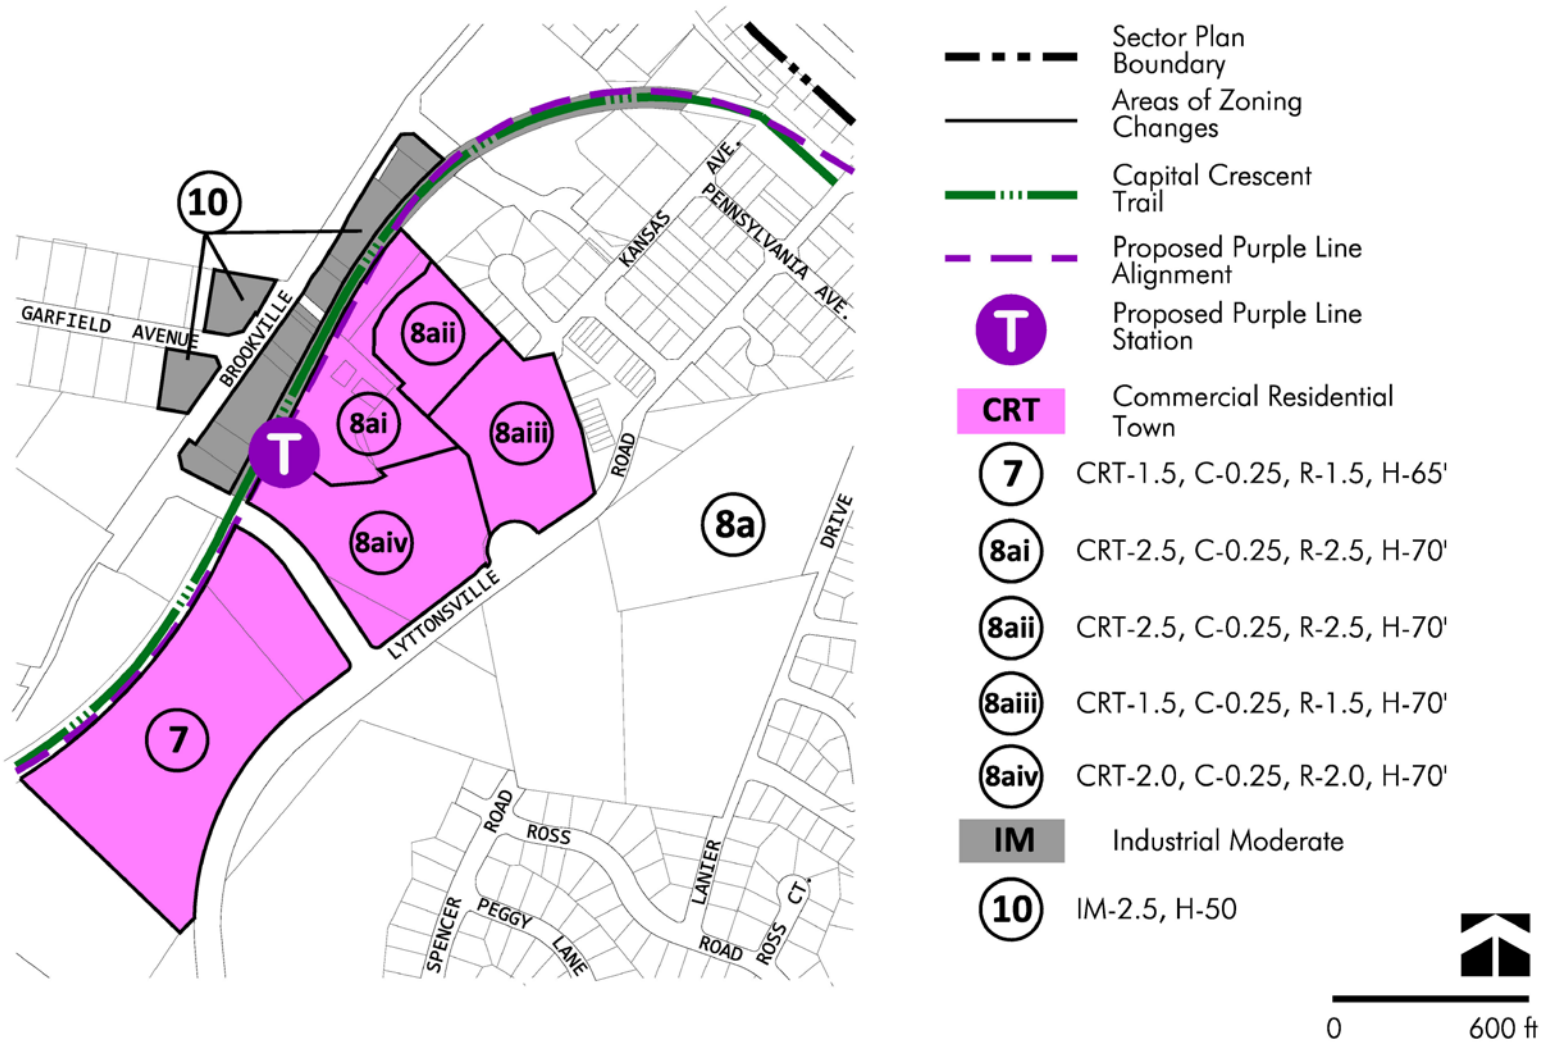 10
GARFIELD AVENUE
BROOKVILLE
KANSAS
AVE.
PENNSYLVANIA AVE.
8aii
8ai
8aiii
T
8aiv
8a
ROAD
LYTTONSVILLE
DRIVE
7
ROAD
ROSS
LANIER
SPENCER
PEGGY
LANE
ROAD
ROSS
CT.
Sector Plan
Boundary
Areas of Zoning
Changes
Capital Crescent
Trail
Proposed Purple Line
Alignment
T
Proposed Purple Line
Station
CRT
Commercial Residential
Town
7 CRT-1.5, C-0.25, R-1.5, H-65'
8ai CRT-2.5, C-0.25, R-2.5, H-70'
8aii CRT-2.5, C-0.25, R-2.5, H-70'
8aiii CRT-1.5, C-0.25, R-1.5, H-70'
8aiv CRT-2.0, C-0.25, R-2.0, H-70'
IM Industrial Moderate
10 IM-2.5, H-50
0 600 ft